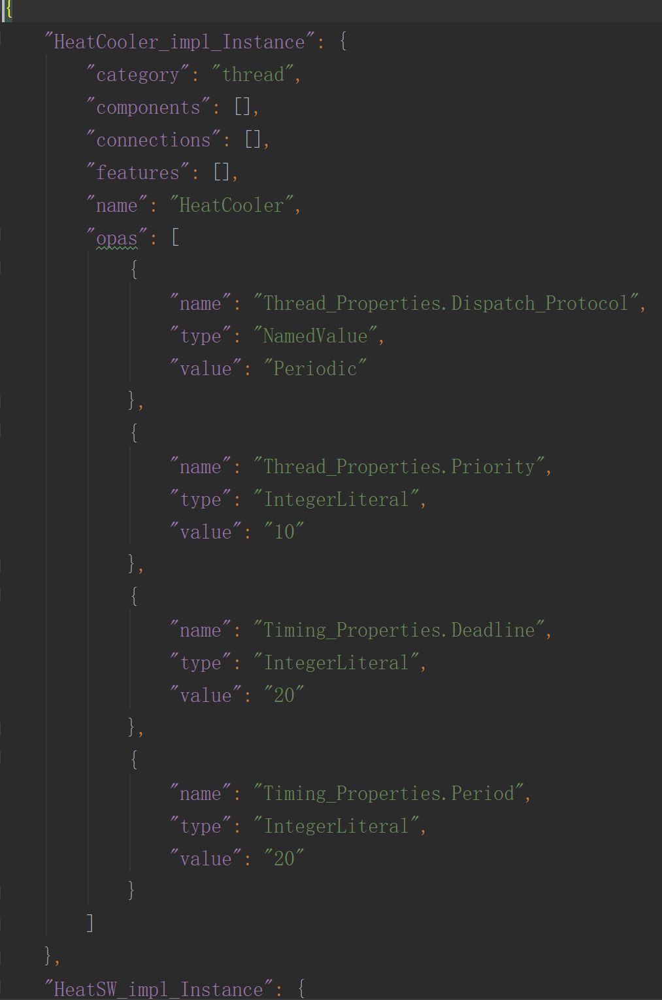 {
    "HeatCooler_impl_Instance": {
        "category": "thread",
        "components": [],
        "connections": [],
        "features": [],
        "name": "HeatCooler",
        "opas": [
            {
                "name": "Thread_Properties.Dispatch_Protocol",
                "type": "NamedValue",
                "value": "Periodic"
            },
            {
                "name": "Thread_Properties.Priority",
                "type": "IntegerLiteral",
                "value": "10"
            },
            {
                "name": "Timing_Properties.Deadline",
                "type": "IntegerLiteral",
                "value": "20"
            },
            {
                "name": "Timing_Properties.Period",
                "type": "IntegerLiteral",
                "value": "20"
            }
        ]
    },
    "HeatSW_impl_Instance": {